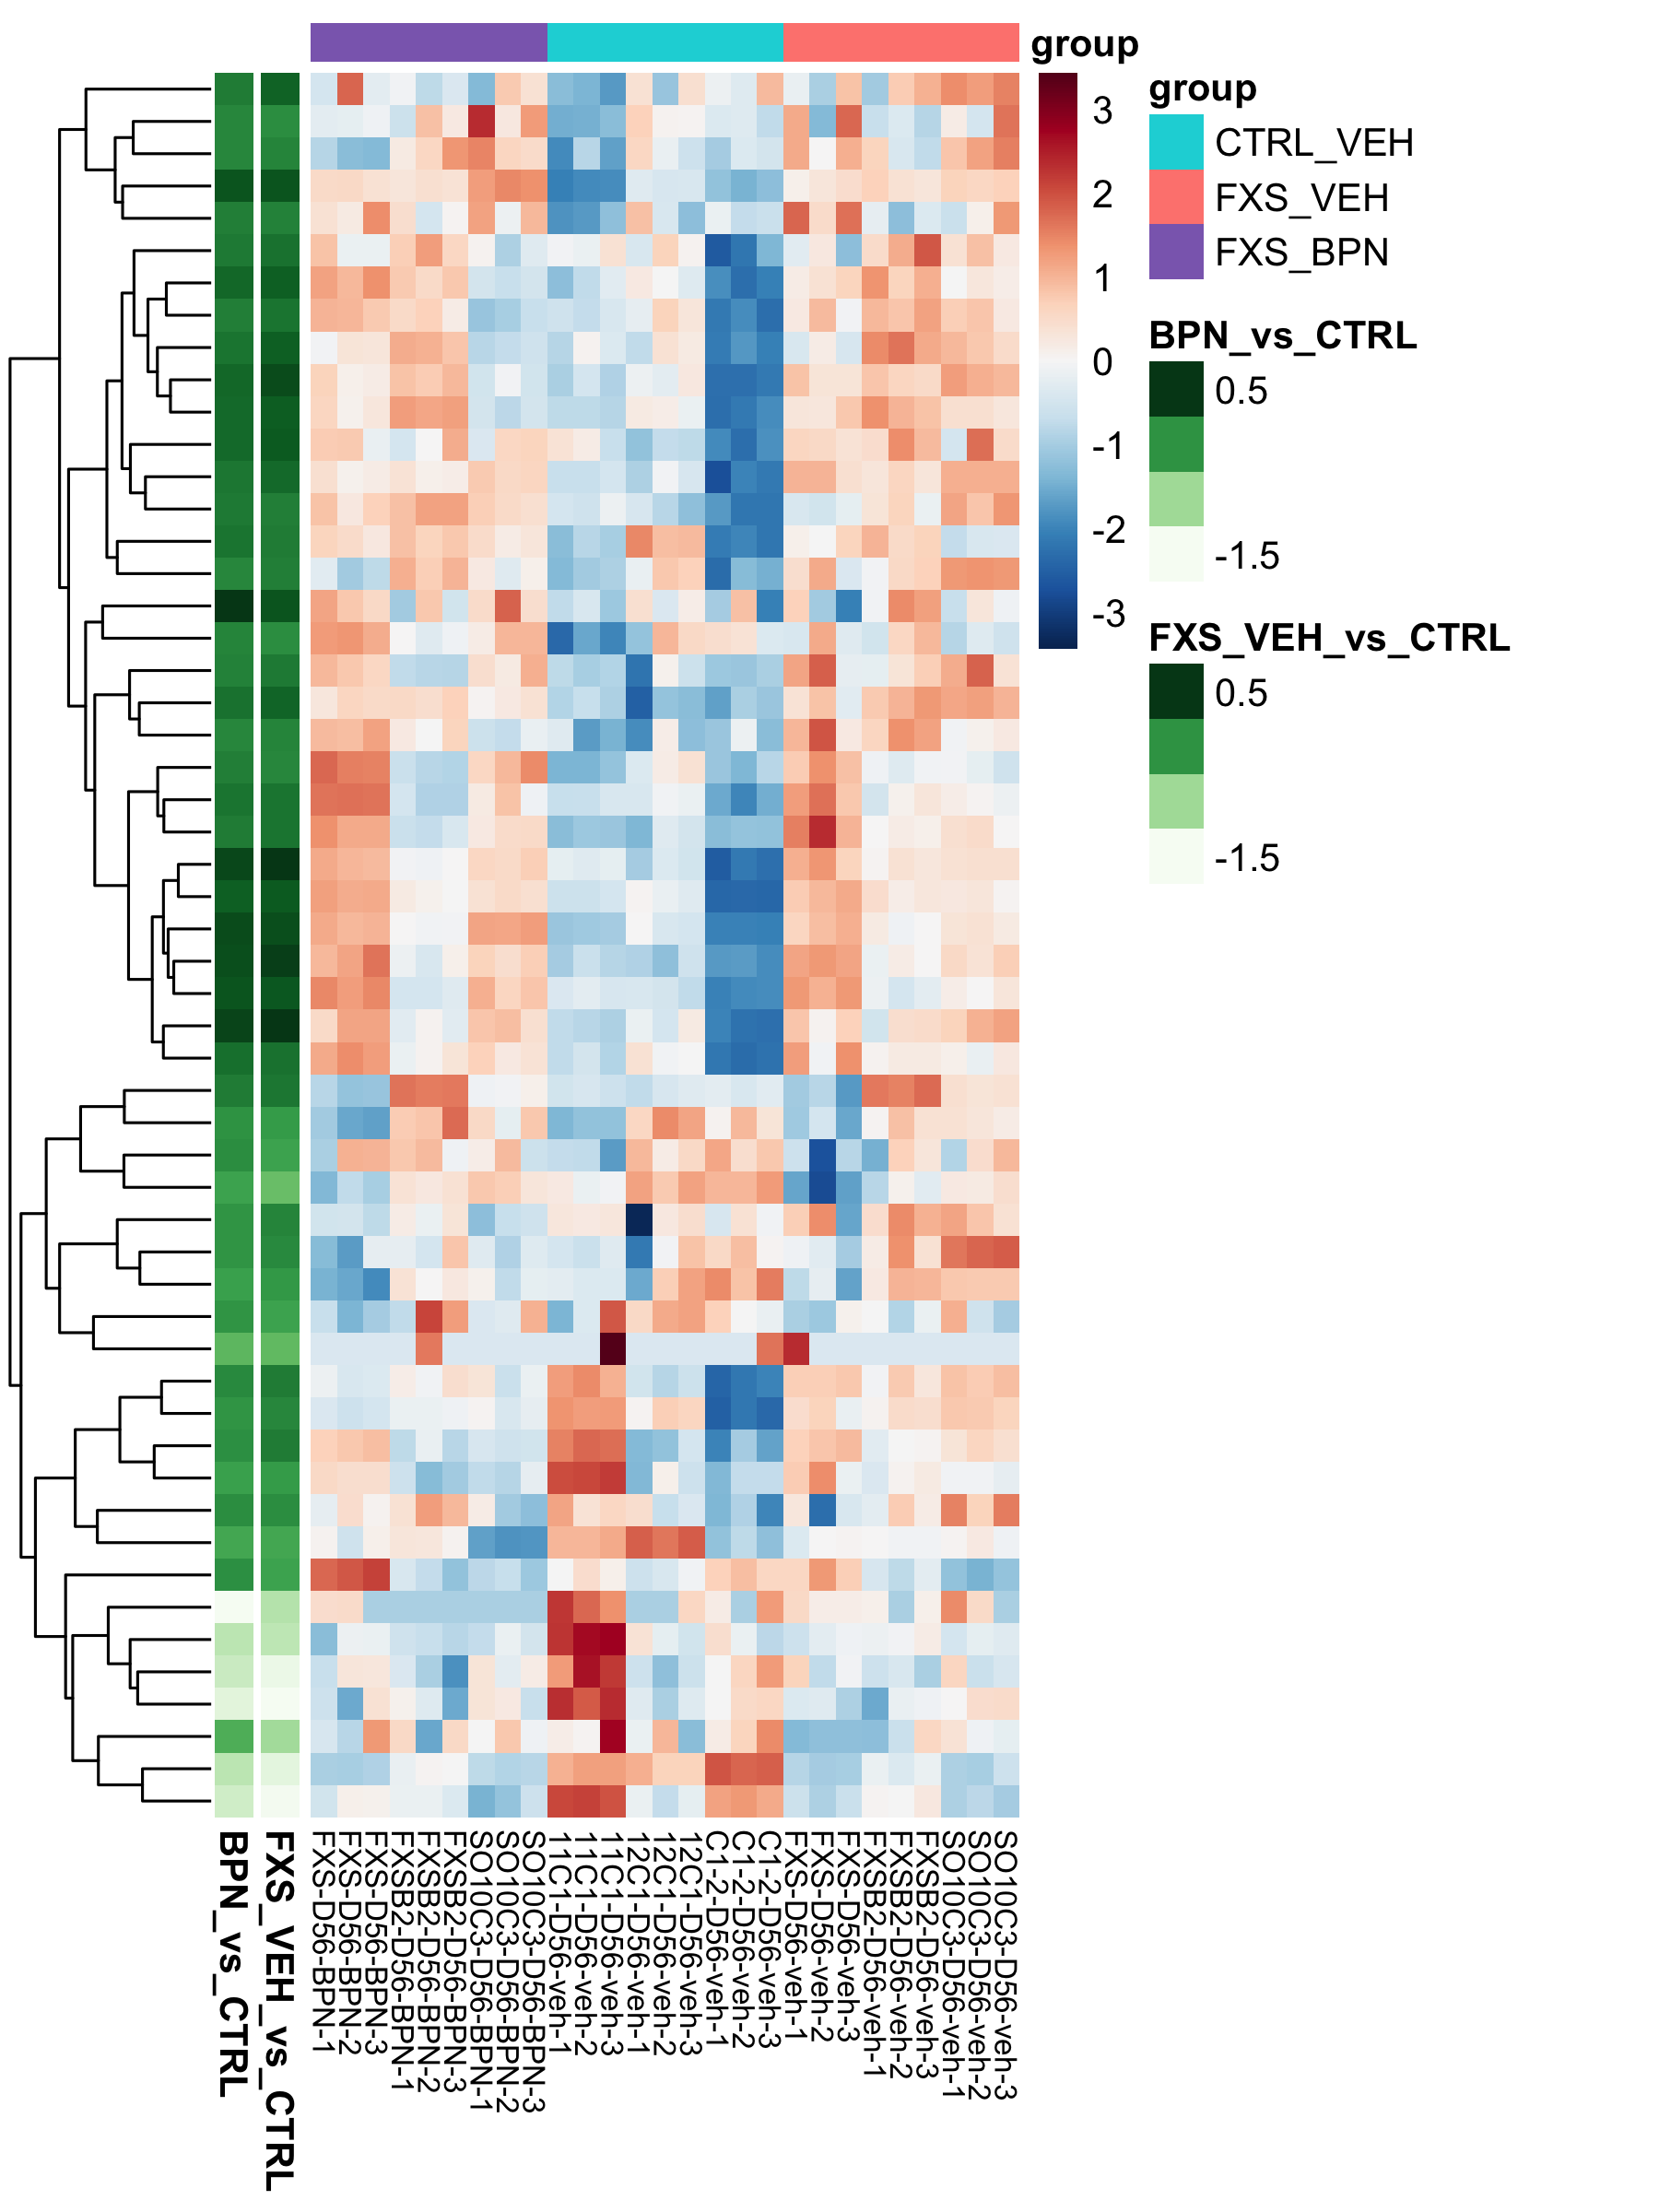 group
3
2
1
0
-1
-2
-3
group
CTRL_VEH
FXS_VEH
FXS_BPN
BPN_vs_CTRL
0.5
-1.5
FXS_VEH_vs_CTRL
0.5
-1.5
BPN_vs_CTRL
FXS_VEH_vs_CTRL
FXS-D56-BPN-1
FXS-D56-BPN-2
FXS-D56-BPN-3
FXSB2-D56-BPN-1
FXSB2-D56-BPN-2
FXSB2-D56-BPN-3
SO10C3-D56-BPN-1
SO10C3-D56-BPN-2
SO10C3-D56-BPN-3
11C1-D56-veh-1
11C1-D56-veh-2
11C1-D56-veh-3
12C1-D56-veh-1
12C1-D56-veh-2
12C1-D56-veh-3
C1-2-D56-veh-1
C1-2-D56-veh-2
C1-2-D56-veh-3
FXS-D56-veh-1
FXS-D56-veh-2
FXS-D56-veh-3
FXSB2-D56-veh-1
FXSB2-D56-veh-2
FXSB2-D56-veh-3
SO10C3-D56-veh-1
SO10C3-D56-veh-2
SO10C3-D56-veh-3